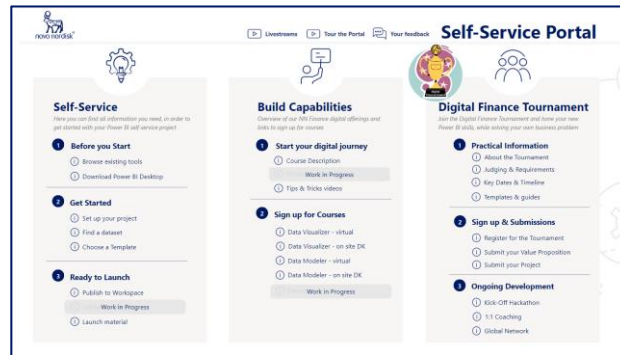 novo nordisk
Livestreams
Tour the Portal
Your feedback
Self-Service Portal
Self-Service
Here you can find all information you need, in order to
get started with your Power BI self service project
1 Before you Start
Browse existing tools
Download Power BI Desktop
2 Get Started
Set up your project
Find a dataset
Choose a Template
3 Ready to Launch
Publish to Workspace
Work in Progress
Launch material
Build Capabilities
Overview of our NN Finance digital offerings and
links to sign up for courses
Start your digital journey
Course Description
Work in Progress
Tips & Tricks videos
2 Sign up for Courses
Data Visualizer - virtual
Data Visualizer - on site DK
Data Modeler - virtual
Data Modeler - on site DK
Work in Progress
Digital Finance Tournament
Join the Digital Finance Tournament and hone your new
Power BI skills, while solving your own business problem
1 Practical Information
About the Tournament
Judging & Requirements
Key Dates & Timeline
Templates & guides
2 Sign up & Submissions
Register for the Tournament
Submit your Value Proposition
Submit your Project
3 Ongoing Development
Kick-Off Hackathon
1:1 Coaching
Global Network